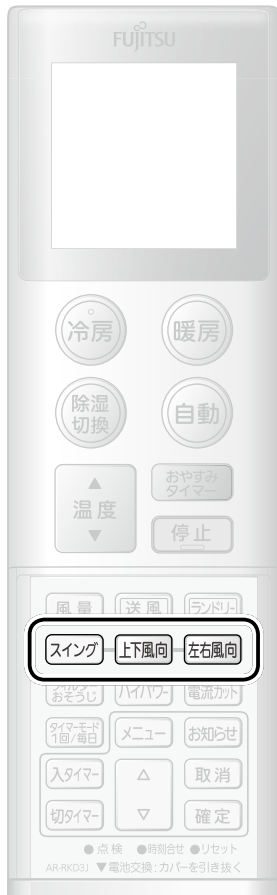 FUJITSU
冷房 暖房
除湿
切換
自動
▲
温度
▼
おやすみ
タイマー
停止
風量 送風 ランドリー
スイング 上下風向 左右風向
おそうじ ハイパワー 電流カット
タイマーモード
1回/毎日
メニュー お知らせ
入タイマー △ 取消
切タイマー ▽ 確定
●点検 ●時刻合せ ●リセット
AR-RKD3J ▼電池交換:カバーを引き抜く